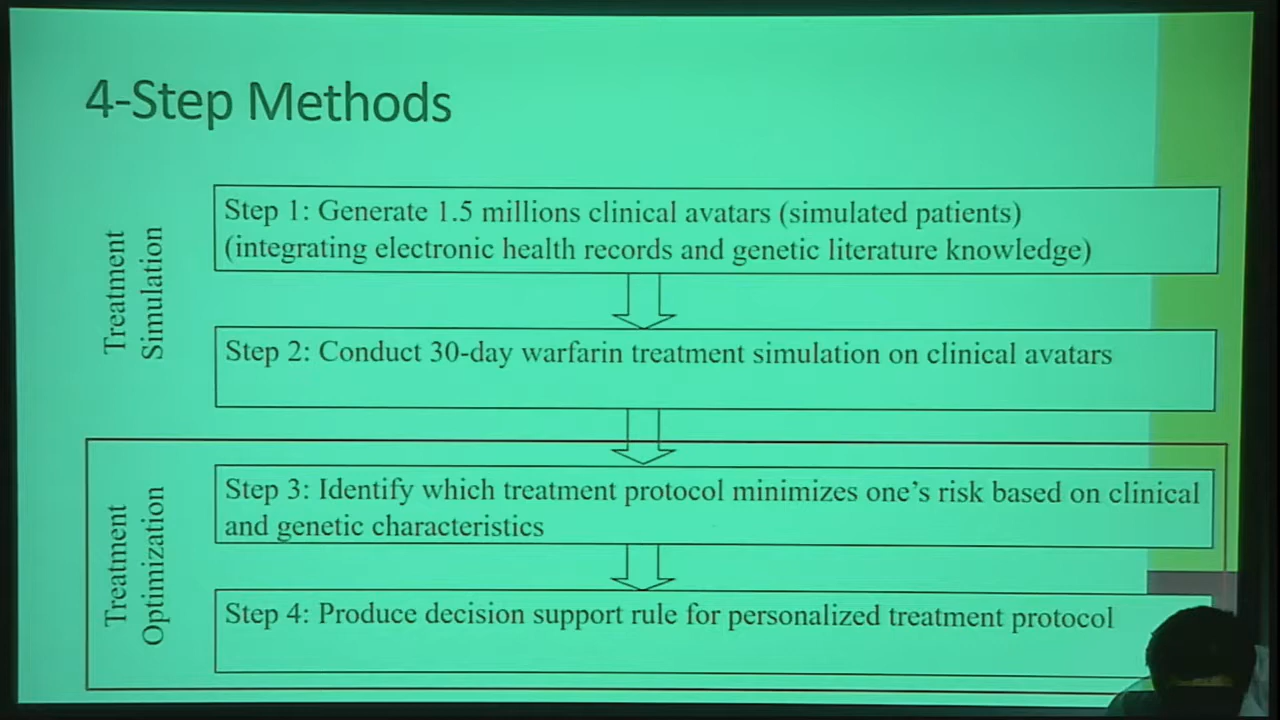 4-Step Methods
Treatment
Simulation
Step 1: Generate 1.5 millions clinical avatars (simulated patients)
(integrating electronic health records and genetic literature knowledge)
Step 2: Conduct 30-day warfarin treatment simulation on clinical avatars
Treatment
Optimization
Step 3: Identify which treatment protocol minimizes one's risk based on clinical
and genetic characteristics
Step 4: Produce decision support rule for personalized treatment protocol